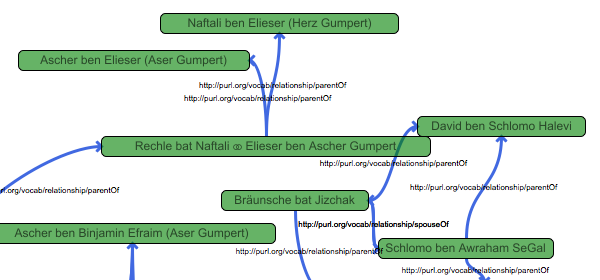 Naftali ben Elieser (Herz Gumpert)
Ascher ben Elieser (Aser Gumpert)
http://purl.org/vocab/relationship/parentOf
http://purl.org/vocab/relationship/parentOf
David ben Schlomo Halevi
Rechle bat Naftali ⚭ Elieser ben Ascher Gumpert
http://purl.org/vocab/relationship/parentOf
rl.org/vocab/relationship/parentOf
http://purl.org/vocab/relationship/parentOf
Bräunsche bat Jizchak
http://purl.org/vocab/relationship/spouseOf
Ascher ben Binjamin Efraim (Aser Gumpert)
http://purl.org/vocab/relationship/parentOf
Schlomo ben Awraham SeGal
http://purl.org/vocab/relationship/parentOf